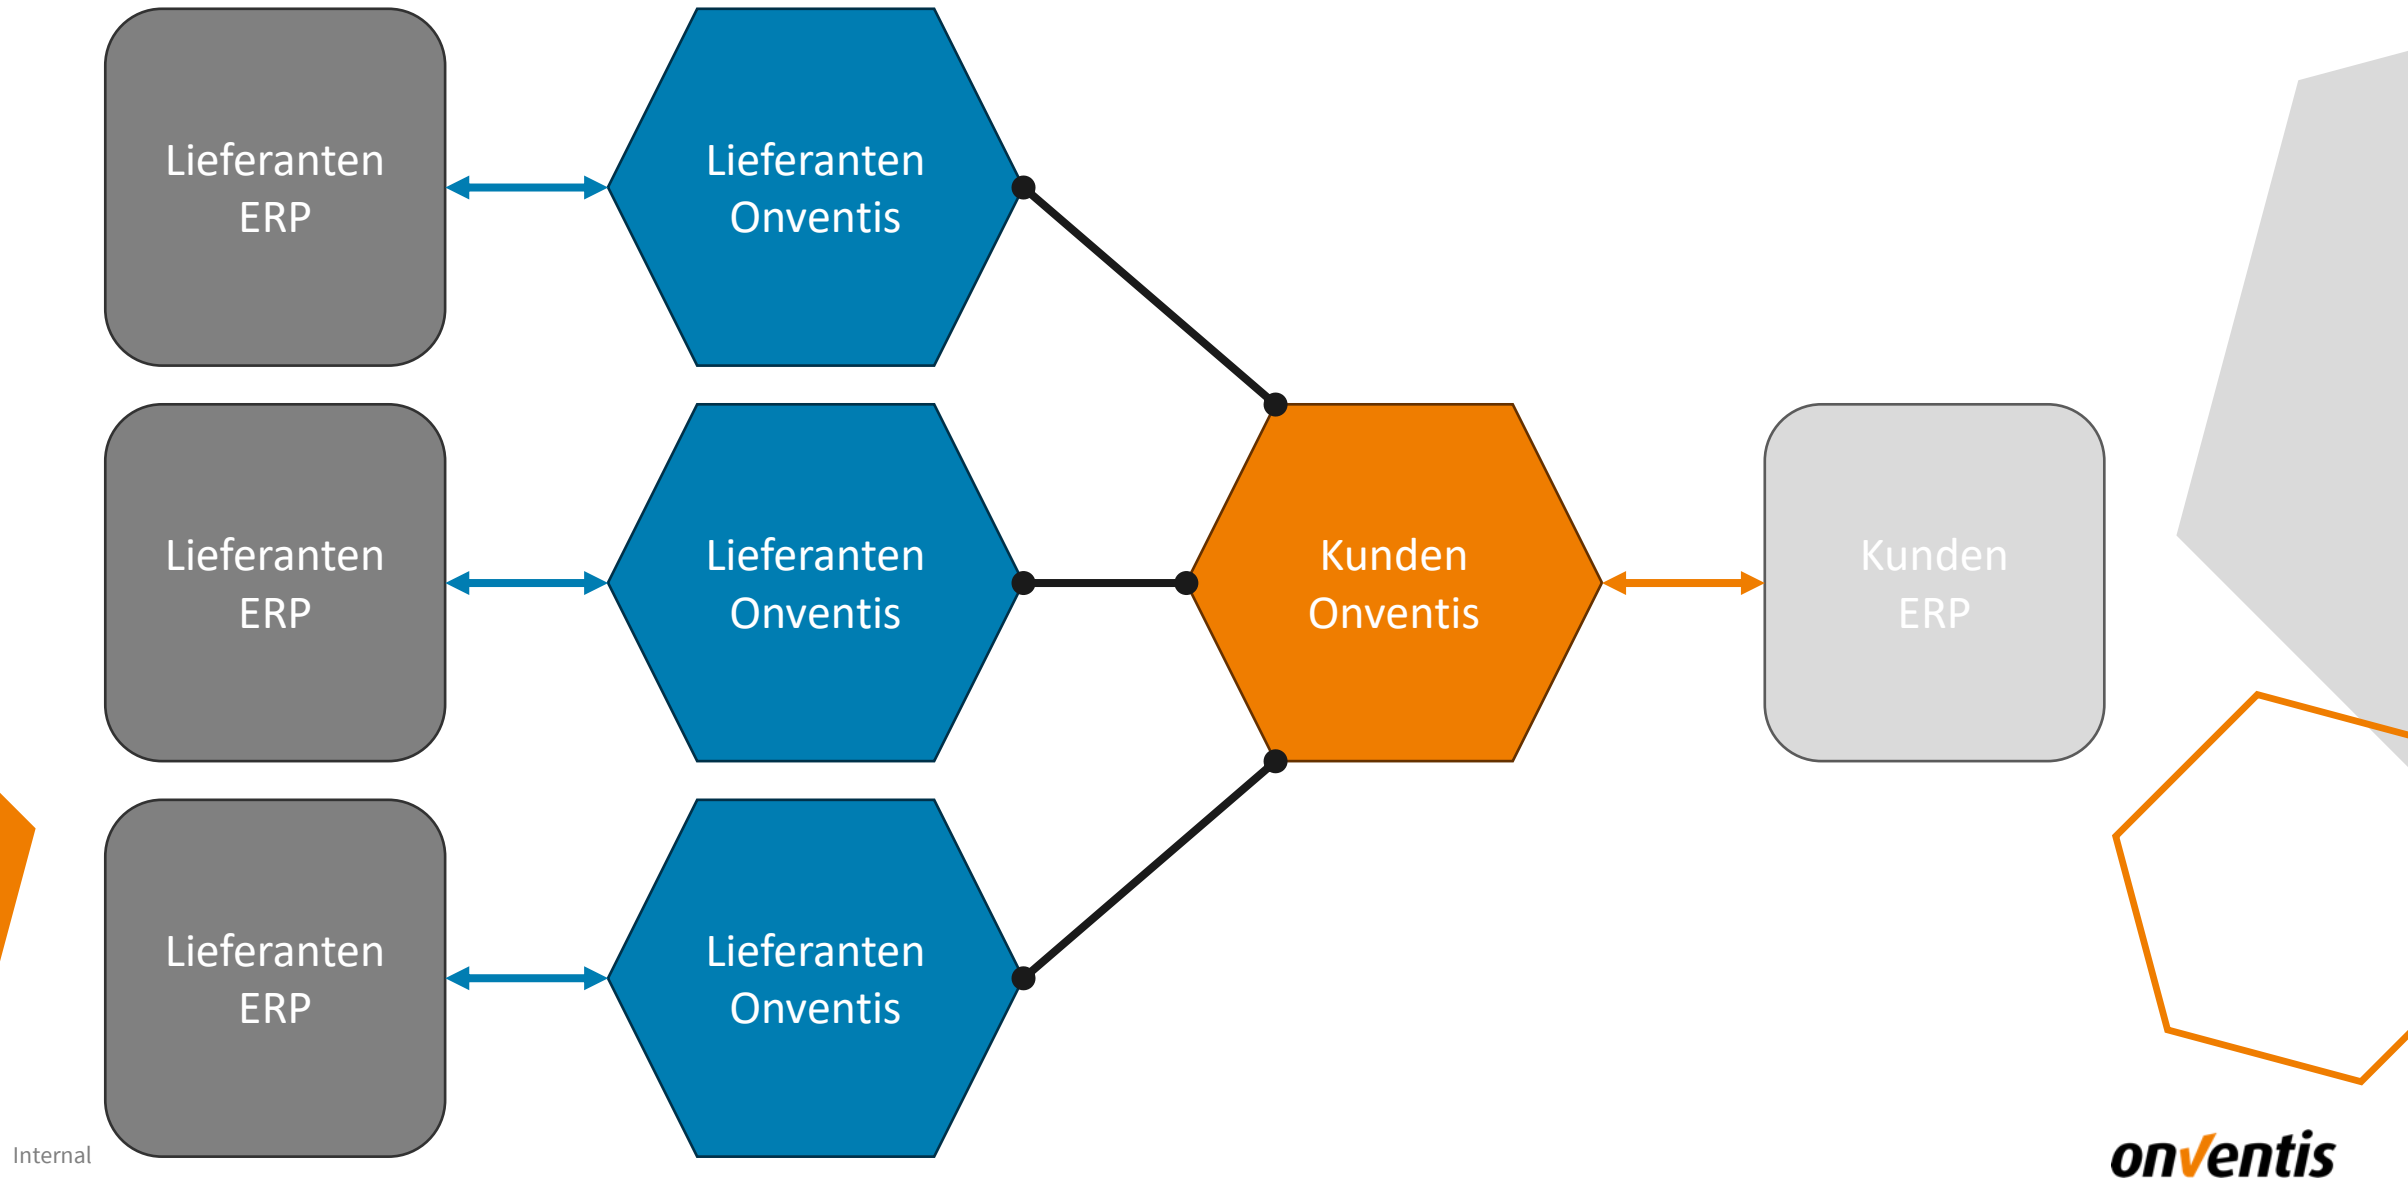 Lieferanten
ERP
Lieferanten
Onventis
Lieferanten
ERP
Lieferanten
Onventis
Kunden
Onventis
Kunden
ERP
Lieferanten
ERP
Lieferanten
Onventis
Internal
onventis